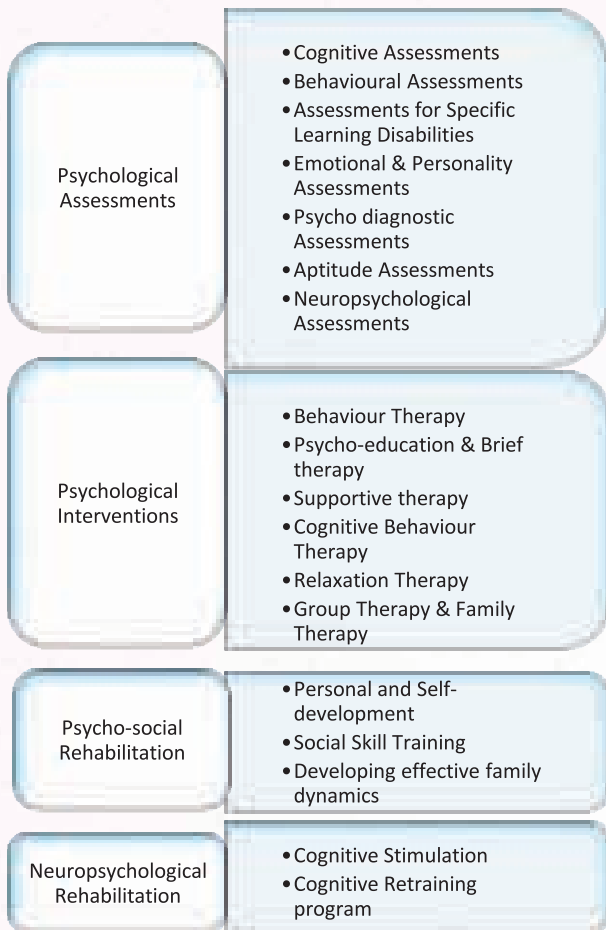 Psychological
Assessments
•Cognitive Assessments
•Behavioural Assessments
•Assessments for Specific
Learning Disabilities
•Emotional & Personality
Assessments
•Psycho diagnostic
Assessments
•Aptitude Assessments
•Neuropsychological
Assessments
Psychological
Interventions
•Behaviour Therapy
•Psycho-education & Brief
therapy
•Supportive therapy
•Cognitive Behaviour
Therapy
•Relaxation Therapy
•Group Therapy & Family
Therapy
Psycho-social
Rehabilitation
•Personal and Self-
development
•Social Skill Training
•Developing effective family
dynamics
Neuropsychological
Rehabilitation
•Cognitive Stimulation
•Cognitive Retraining
program